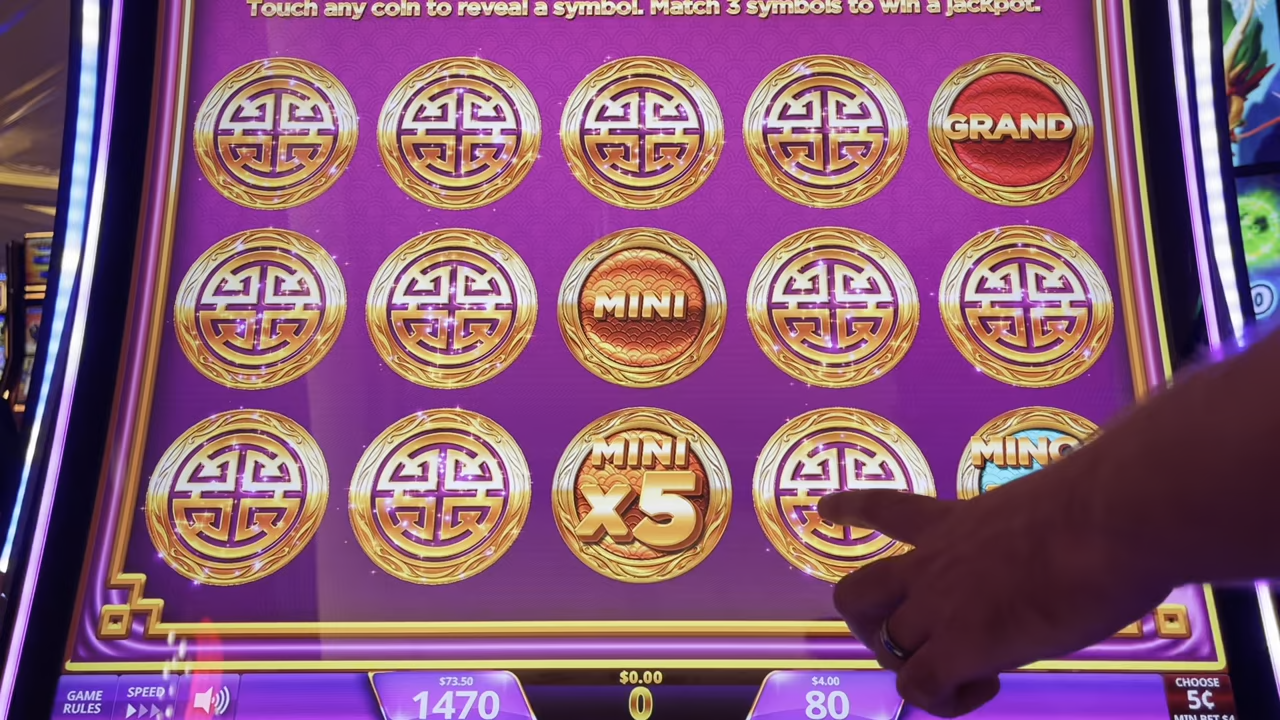 Touch any coin to reveal a symbol. Match 3 symbols to win a jackpot.
GRAND
MINI
MINI
x5
GAME
RULES
SPEED
$73.50
1470
$0.00
0
$4.00
80
CHOOSE
5¢
MIN BET $4